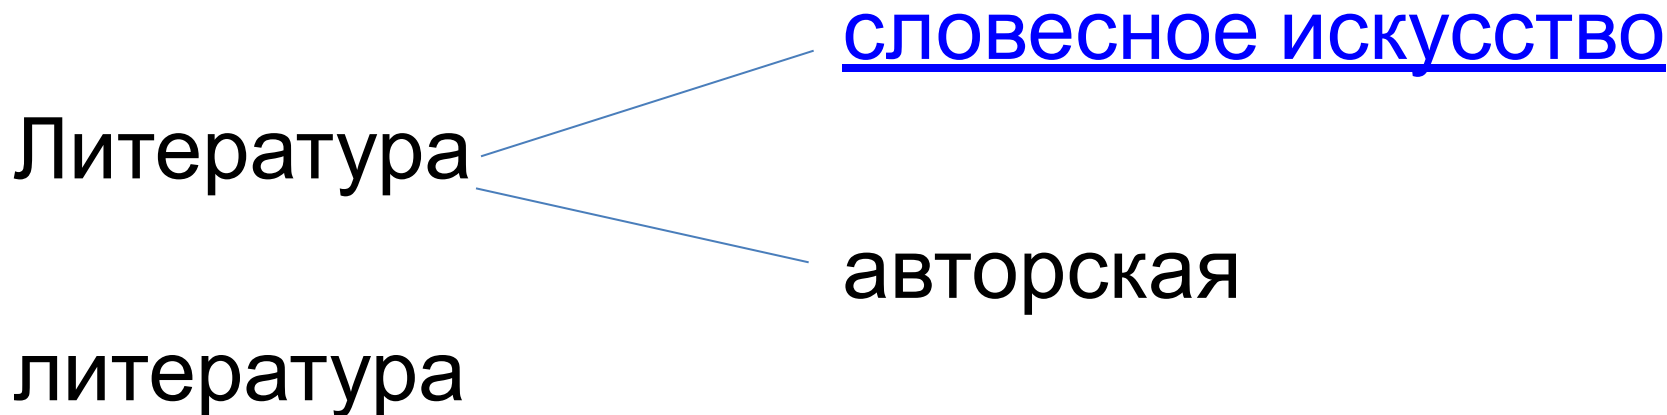 словесное искусство
Литература
авторская
литература